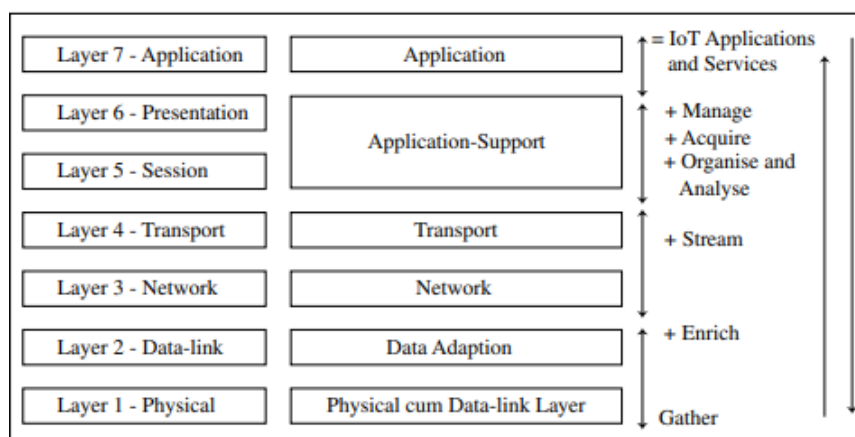 Layer 7 - Application
Application
= IoT Applications
and Services
Layer 6 - Presentation
Application-Support
+ Manage
+ Acquire
+ Organise and
Analyse
Layer 5 - Session
Layer 4 - Transport
Transport
+ Stream
Layer 3 - Network
Network
Layer 2 - Data-link
Data Adaption
+ Enrich
Layer 1 - Physical
Physical cum Data-link Layer
Gather